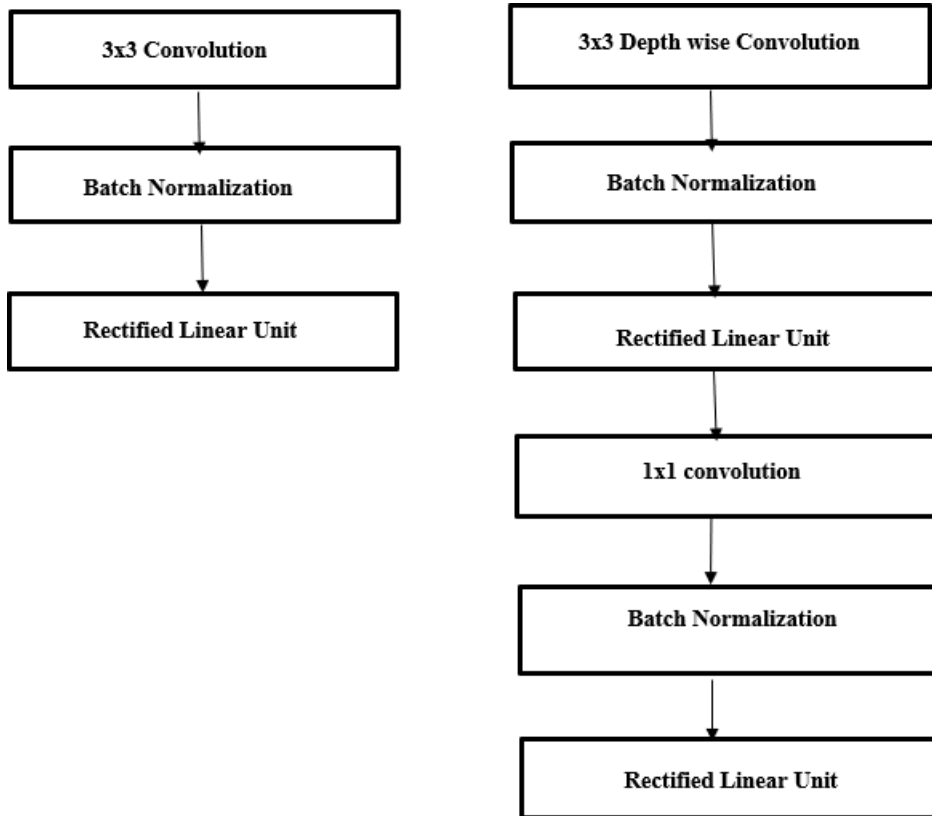 3x3 Convolution
Batch Normalization
Rectified Linear Unit
3x3 Depth wise Convolution
Batch Normalization
Rectified Linear Unit
1x1 convolution
Batch Normalization
Rectified Linear Unit